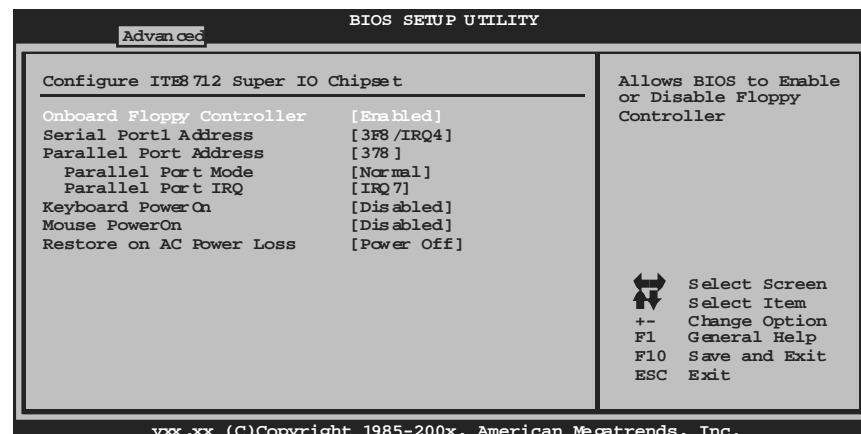 BIOS SETUP UTILITY
Advanced
Configure ITE8712 Super IO Chipset
Onboard Floppy Controller [Enabled]
Serial Port1 Address [3F8/IRQ4]
Parallel Port Address [378]
Parallel Port Mode [Normal]
Parallel Port IRQ [IRQ7]
Keyboard PowerOn [Disabled]
Mouse PowerOn [Disabled]
Restore on AC Power Loss [Power Off]
Allows BIOS to Enable
or Disable Floppy
Controller
Select Screen
Select Item
+- Change Option
F1 General Help
F10 Save and Exit
ESC Exit
vxx.xx (C)Copyright 1985-200x, American Megatrends, Inc.